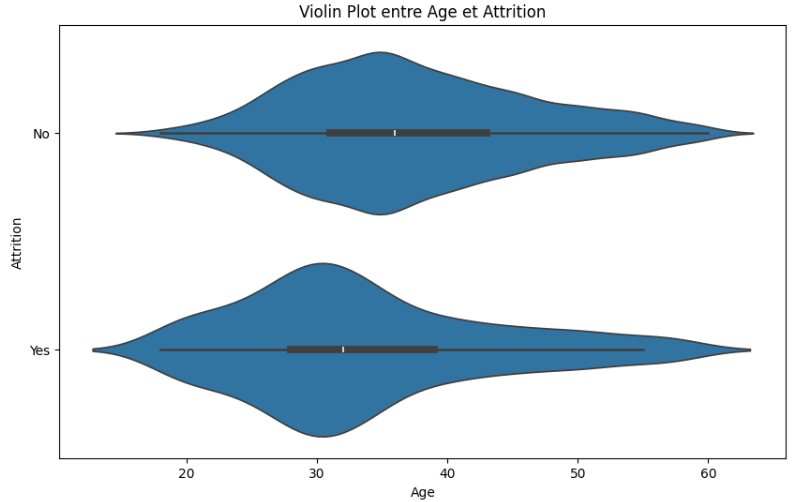 Violin Plot entre Age et Attrition
No
Attrition
Yes
20 30 40 50 60
Age